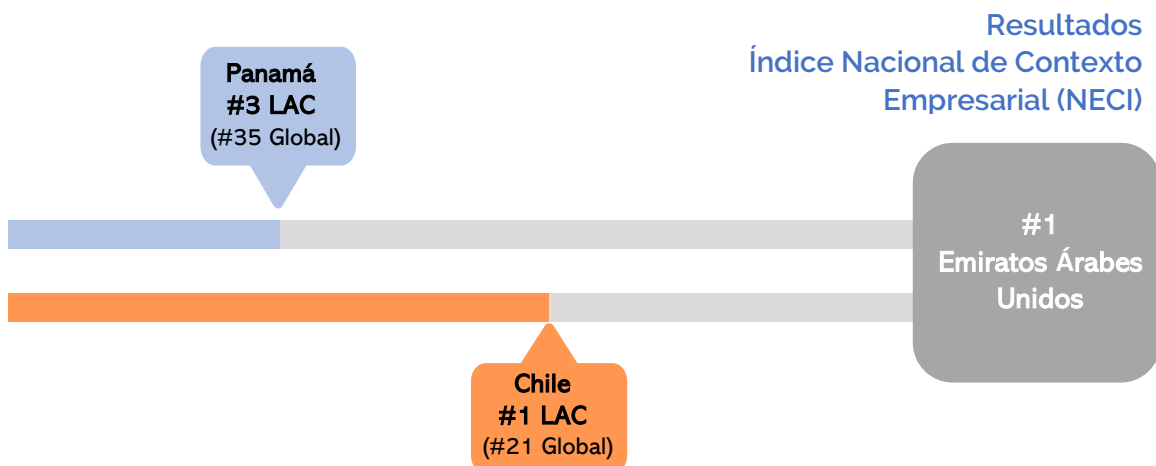 Resultados
Índice Nacional de Contexto
Empresarial (NECI)
Panamá
#3 LAC
(#35 Global)
#1
Emiratos Árabes
Unidos
Chile
#1 LAC
(#21 Global)